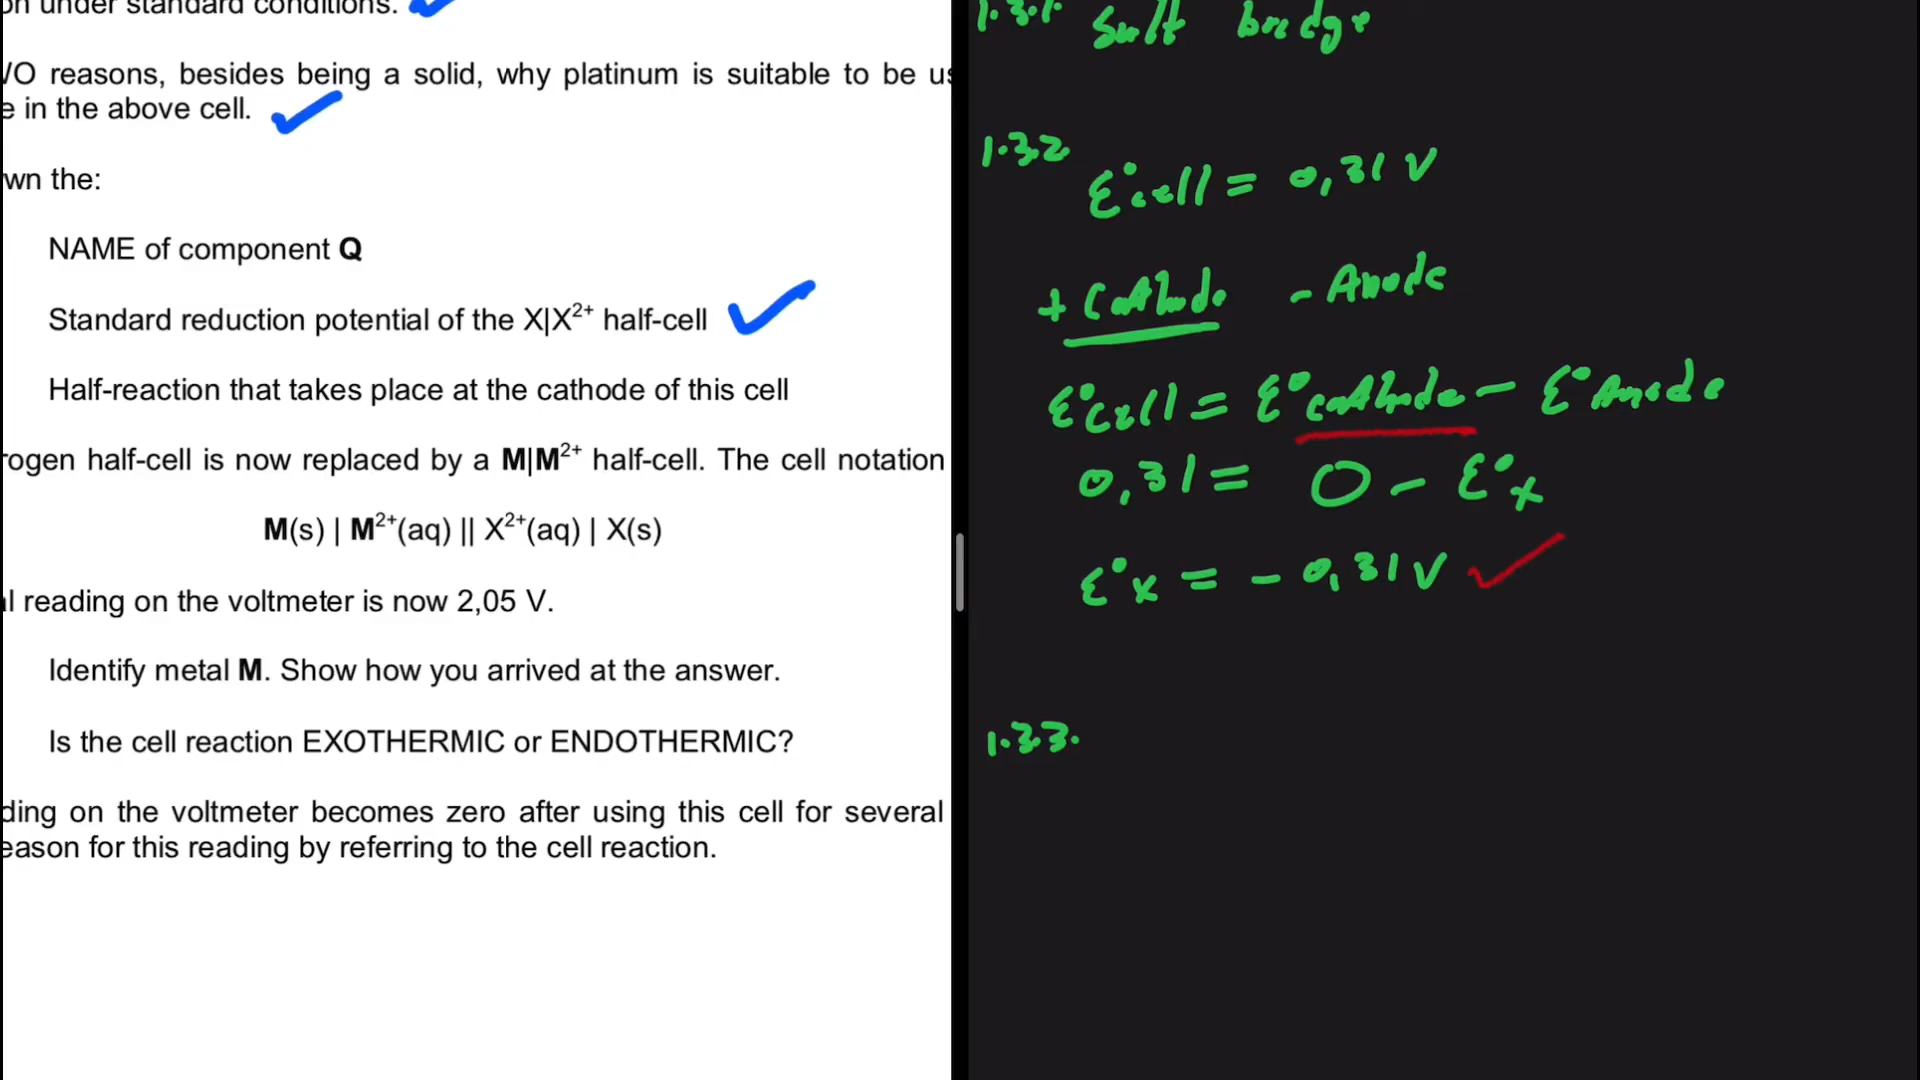 on under standard conditions.
/O reasons, besides being a solid, why platinum is suitable to be us
e in the above cell.
wn the:
NAME of component Q
Standard reduction potential of the X|X²⁺ half-cell
Half-reaction that takes place at the cathode of this cell
rogen half-cell is now replaced by a M|M²⁺ half-cell. The cell notation
M(s) | M²⁺(aq) || X²⁺(aq) | X(s)
l reading on the voltmeter is now 2,05 V.
Identify metal M. Show how you arrived at the answer.
Is the cell reaction EXOTHERMIC or ENDOTHERMIC?
ding on the voltmeter becomes zero after using this cell for several
eason for this reading by referring to the cell reaction.
1.3.1. Salt bridge
1.3.2
E°cell = 0,31 V
+ Cathode - Anode
E°cell = E°cathode - E°Anode
0,31 = O - E°x
E°x = - 0,31 V
1.3.3.